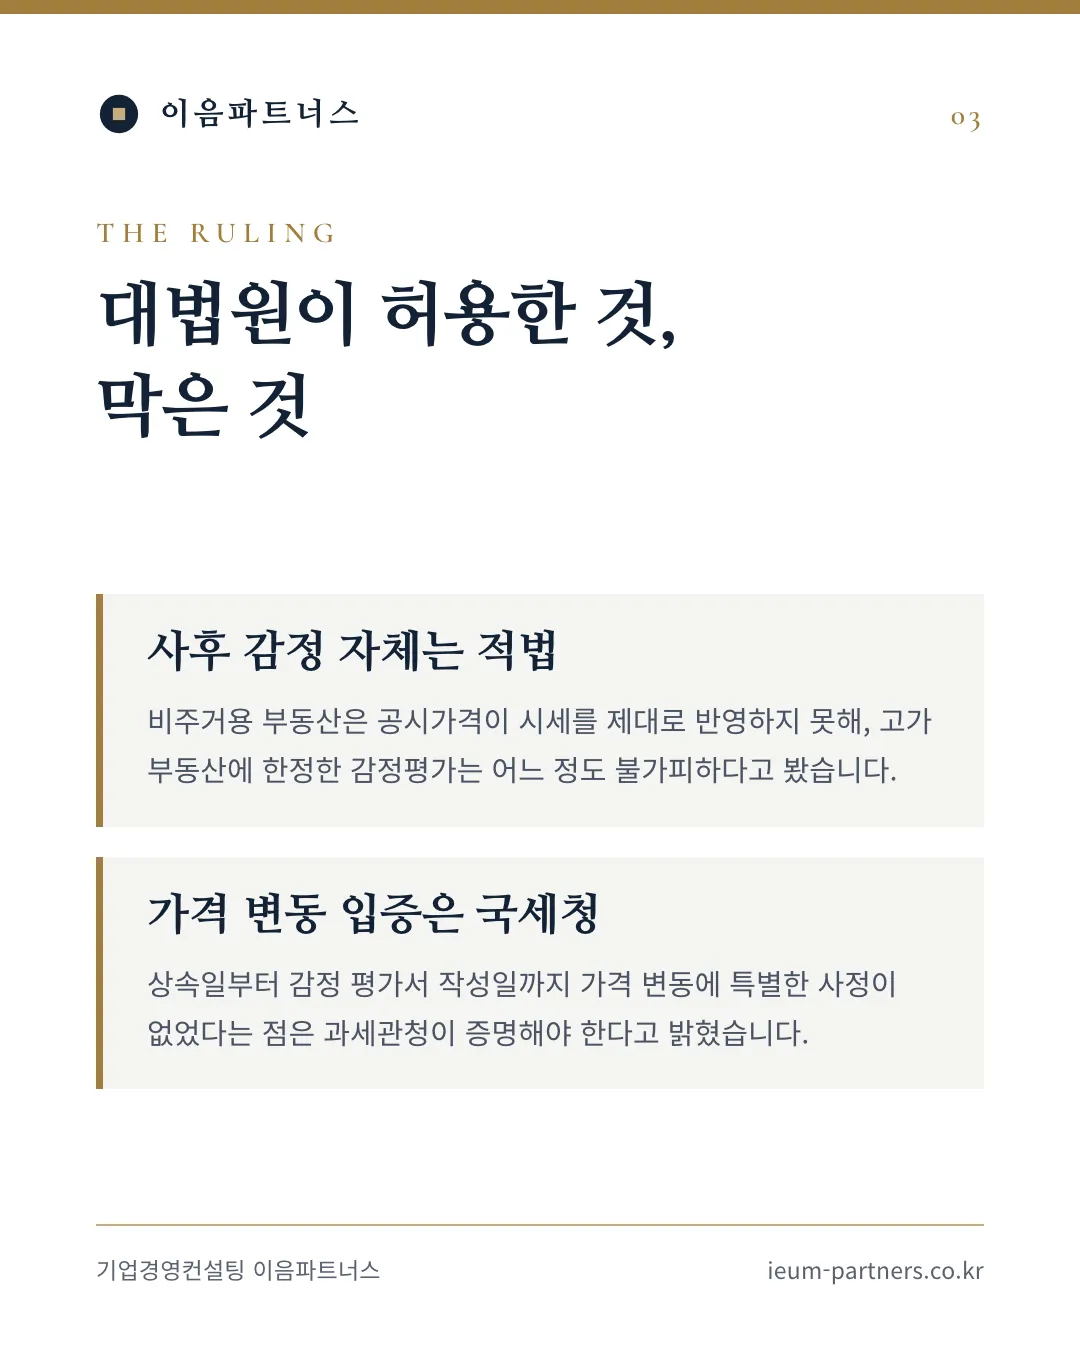 이음파트너스
03
THE RULING
대법원이 허용한 것,
막은 것
사후 감정 자체는 적법
비주거용 부동산은 공시가격이 시세를 제대로 반영하지 못해, 고가
부동산에 한정한 감정평가는 어느 정도 불가피하다고 봤습니다.
가격 변동 입증은 국세청
상속일부터 감정 평가서 작성일까지 가격 변동에 특별한 사정이
없었다는 점은 과세관청이 증명해야 한다고 밝혔습니다.
기업경영컨설팅 이음파트너스
ieum-partners.co.kr